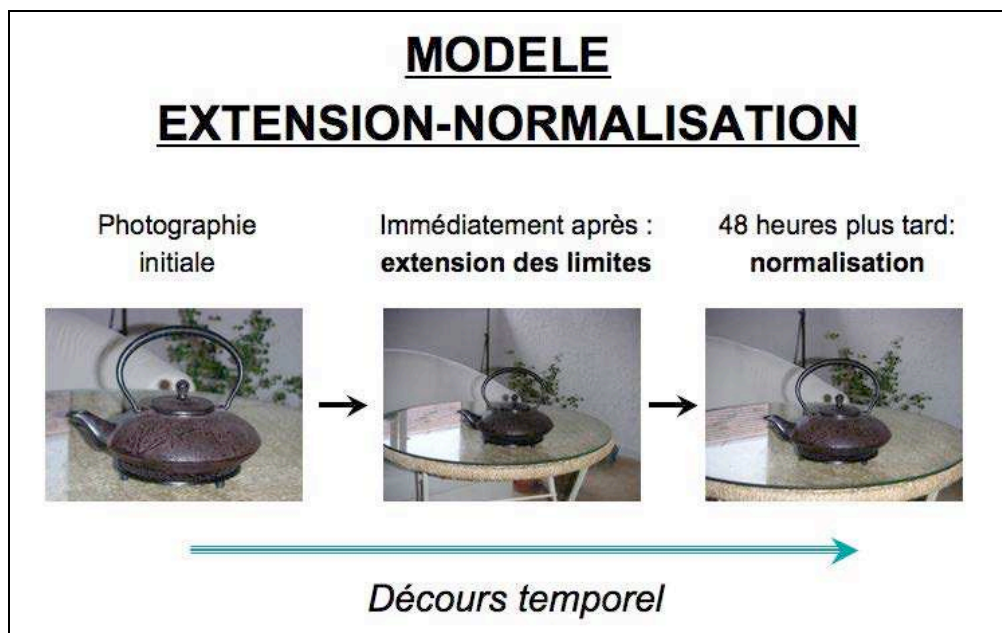 MODELE
EXTENSION-NORMALISATION
Photographie
initiale
Immédiatement après :
extension des limites
48 heures plus tard:
normalisation
Décours temporel